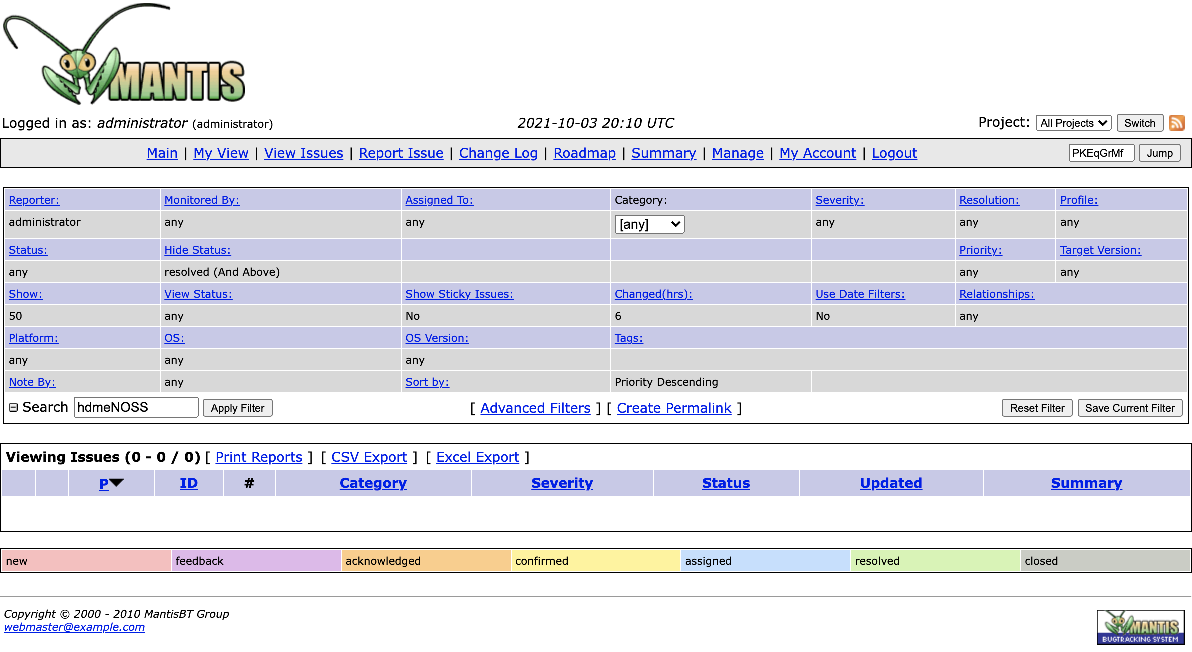 MANTIS
Logged in as: administrator (administrator) 2021-10-03 20:10 UTC Project: All Projects Switch
Main | My View | View Issues | Report Issue | Change Log | Roadmap | Summary | Manage | My Account | Logout PKEqGrMf Jump
Reporter: Monitored By: Assigned To: Category: Severity: Resolution: Profile:
administrator any any [any] any any any
Status: Hide Status: Priority: Target Version:
any resolved (And Above) any any
Show: View Status: Show Sticky Issues: Changed(hrs): Use Date Filters: Relationships:
50 any No 6 No any
Platform: OS: OS Version: Tags:
any any any
Note By: any Sort by: Priority Descending
Search hdmeNOSS Apply Filter [ Advanced Filters ] [ Create Permalink ] Reset Filter Save Current Filter
Viewing Issues (0 - 0 / 0) [ Print Reports ] [ CSV Export ] [ Excel Export ]
P ID # Category Severity Status Updated Summary
new feedback acknowledged confirmed assigned resolved closed
Copyright © 2000 - 2010 MantisBT Group
webmaster@example.com
MANTIS
BUGTRACKING SYSTEM